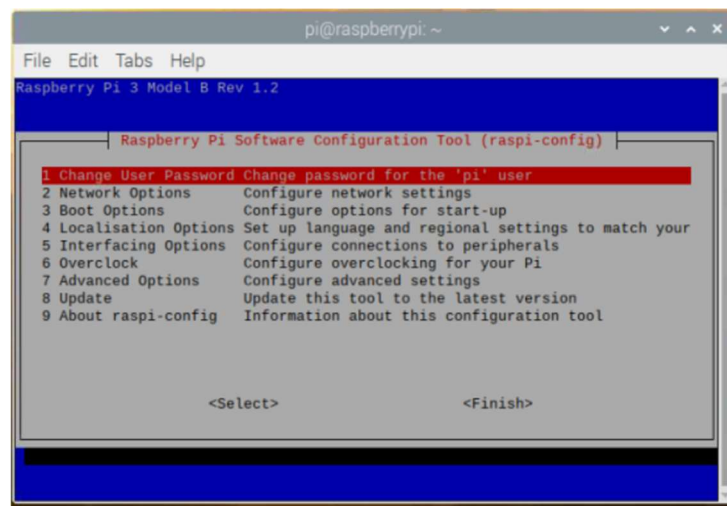 pi@raspberrypi: ~
File Edit Tabs Help
Raspberry Pi 3 Model B Rev 1.2
Raspberry Pi Software Configuration Tool (raspi-config)
1 Change User Password Change password for the 'pi' user
2 Network Options Configure network settings
3 Boot Options Configure options for start-up
4 Localisation Options Set up language and regional settings to match your
5 Interfacing Options Configure connections to peripherals
6 Overclock Configure overclocking for your Pi
7 Advanced Options Configure advanced settings
8 Update Update this tool to the latest version
9 About raspi-config Information about this configuration tool
<Select> <Finish>